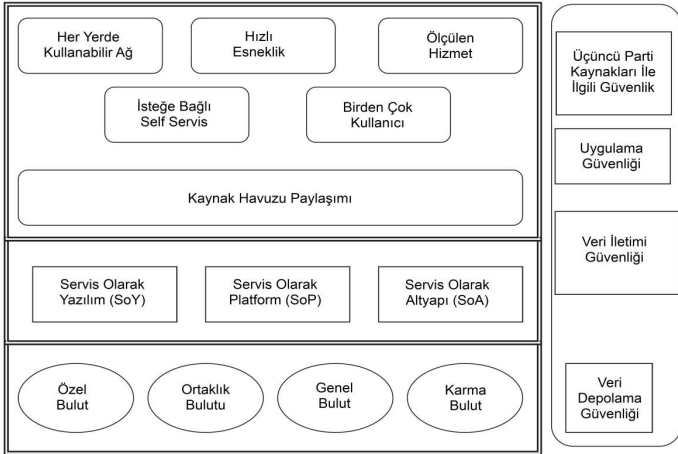 Her Yerde
Kullanabilir Ağ
Hızlı
Esneklik
Ölçülen
Hizmet
İsteğe Bağlı
Self Servis
Birden Çok
Kullanıcı
Kaynak Havuzu Paylaşımı
Servis Olarak
Yazılım (SoY)
Servis Olarak
Platform (SoP)
Servis Olarak
Altyapı (SoA)
Özel
Bulut
Ortaklık
Bulutu
Genel
Bulut
Karma
Bulut
Üçüncü Parti
Kaynakları İle
İlgili Güvenlik
Uygulama
Güvenliği
Veri İletimi
Güvenliği
Veri
Depolama
Güvenliği